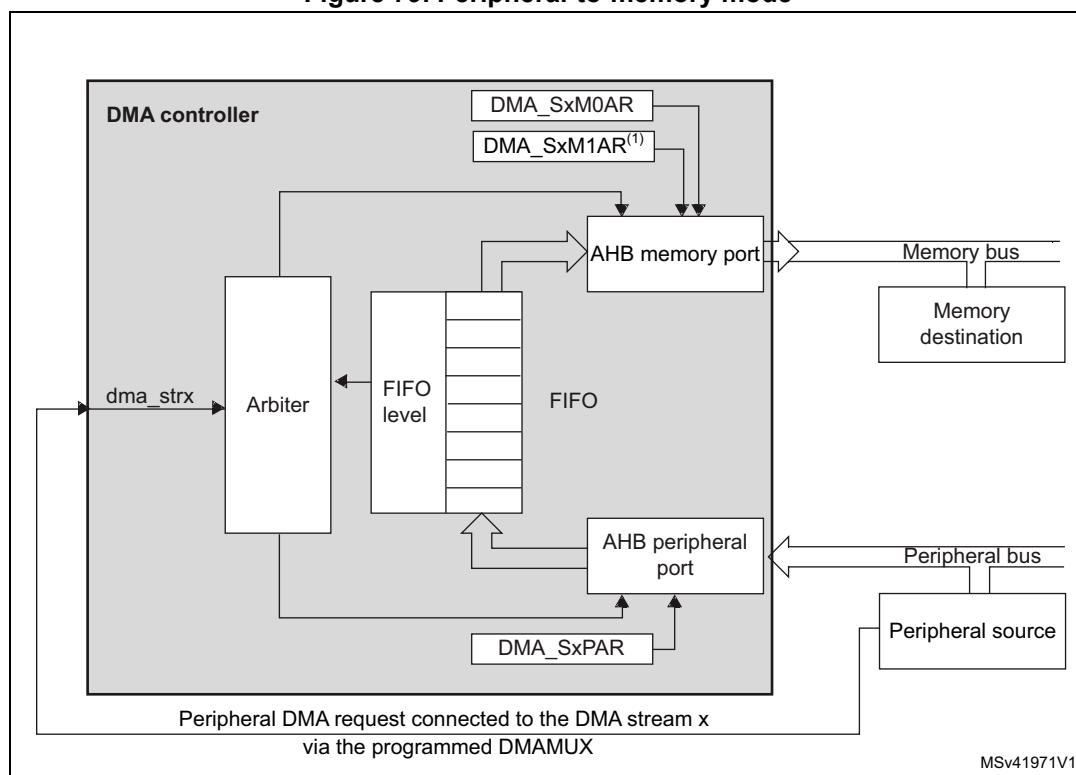 Figure Peripheral to memory mode
DMA controller
DMA_SxM0AR
DMA_SxM1AR(1)
AHB memory port
Memory bus
Memory
destination
dma_strx
Arbiter
FIFO
level
FIFO
AHB peripheral
port
Peripheral bus
Peripheral source
DMA_SxPAR
Peripheral DMA request connected to the DMA stream x
via the programmed DMAMUX
MSv41971V1